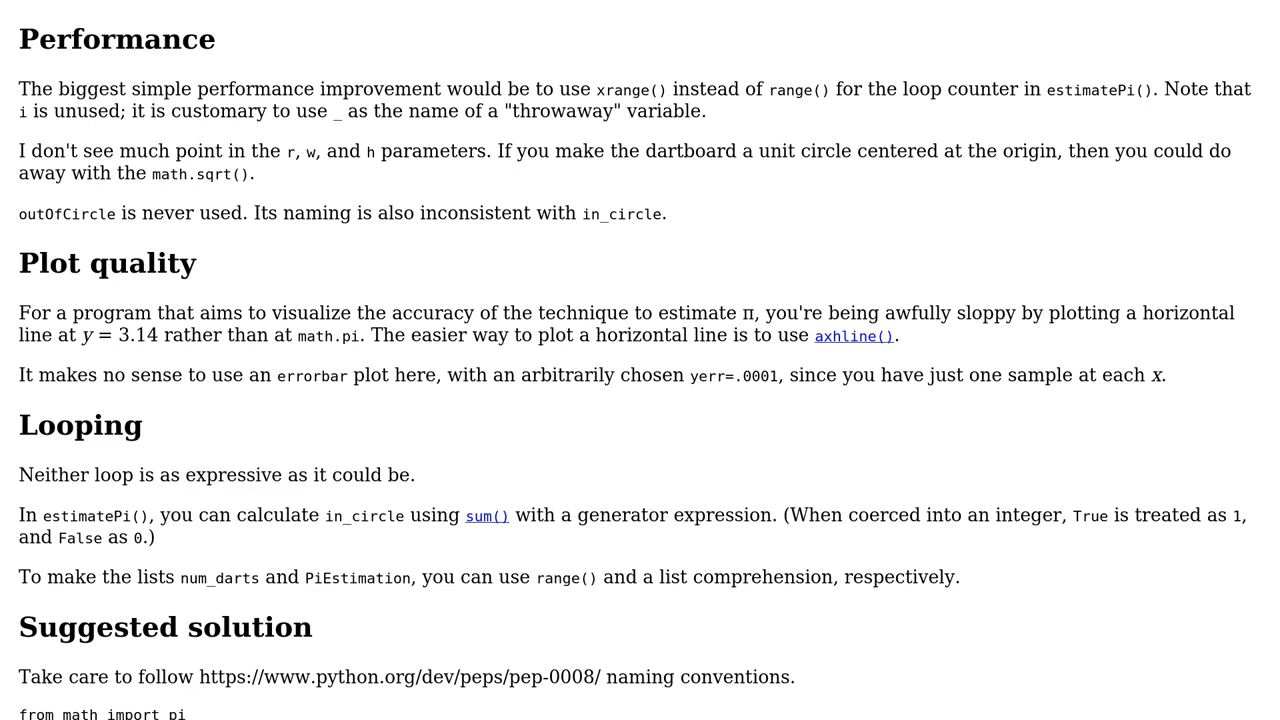 Performance
The biggest simple performance improvement would be to use xrange() instead of range() for the loop counter in estimatePi(). Note that
i is unused; it is customary to use _ as the name of a "throwaway" variable.
I don't see much point in the r, w, and h parameters. If you make the dartboard a unit circle centered at the origin, then you could do
away with the math.sqrt().
outOfCircle is never used. Its naming is also inconsistent with in_circle.
Plot quality
For a program that aims to visualize the accuracy of the technique to estimate π, you're being awfully sloppy by plotting a horizontal
line at y = 3.14 rather than at math.pi. The easier way to plot a horizontal line is to use axhline().
It makes no sense to use an errorbar plot here, with an arbitrarily chosen yerr=.0001, since you have just one sample at each x.
Looping
Neither loop is as expressive as it could be.
In estimatePi(), you can calculate in_circle using sum() with a generator expression. (When coerced into an integer, True is treated as 1,
and False as 0.)
To make the lists num_darts and PiEstimation, you can use range() and a list comprehension, respectively.
Suggested solution
Take care to follow https://www.python.org/dev/peps/pep-0008/ naming conventions.
from math import pi